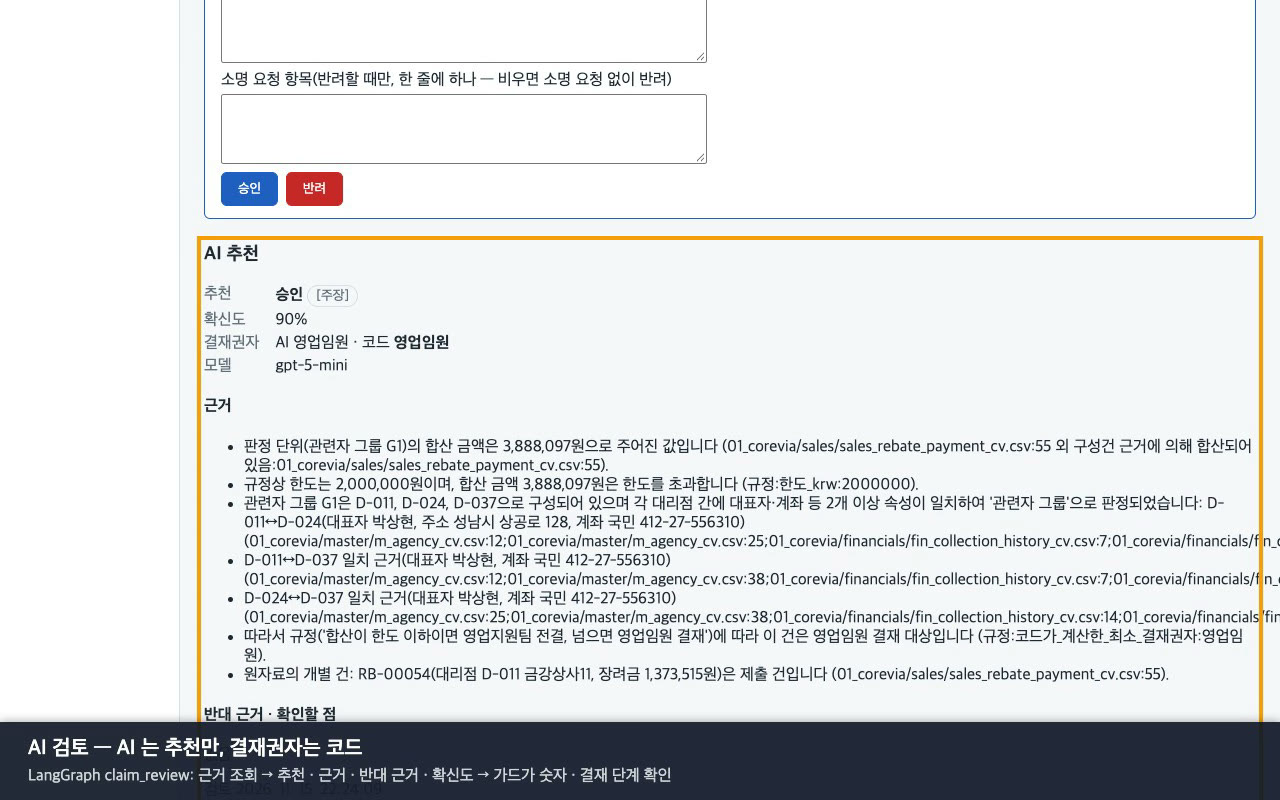 소명 요청 항목(반려할 때만, 한 줄에 하나 — 비우면 소명 요청 없이 반려)
승인
반려
AI 추천
추천 승인 [주장]
확신도 90%
결재권자 AI 영업임원 · 코드 영업임원
모델 gpt-5-mini
근거
• 판정 단위(관련자 그룹 G1)의 합산 금액은 3,888,097원으로 주어진 값입니다 (01_corevia/sales/sales_rebate_payment_cv.csv:55 외 구성건 근거에 의해 합산되어
있음:01_corevia/sales/sales_rebate_payment_cv.csv:55).
• 규정상 한도는 2,000,000원이며, 합산 금액 3,888,097원은 한도를 초과합니다 (규정:한도_krw:2000000).
• 관련자 그룹 G1은 D-011, D-024, D-037으로 구성되어 있으며 각 대리점 간에 대표자·계좌 등 2개 이상 속성이 일치하여 '관련자 그룹'으로 판정되었습니다: D-
011↔D-024(대표자 박상현, 주소 성남시 상공로 128, 계좌 국민 412-27-556310)
(01_corevia/master/m_agency_cv.csv:12;01_corevia/master/m_agency_cv.csv:25;01_corevia/financials/fin_collection_history_cv.csv:7;01_corevia/financials/fin_c
• D-011↔D-037 일치 근거(대표자 박상현, 계좌 국민 412-27-556310)
(01_corevia/master/m_agency_cv.csv:12;01_corevia/master/m_agency_cv.csv:38;01_corevia/financials/fin_collection_history_cv.csv:7;01_corevia/financials/fin_c
• D-024↔D-037 일치 근거(대표자 박상현, 계좌 국민 412-27-556310)
(01_corevia/master/m_agency_cv.csv:25;01_corevia/master/m_agency_cv.csv:38;01_corevia/financials/fin_collection_history_cv.csv:14;01_corevia/financials/fin
• 따라서 규정('합산이 한도 이하이면 영업지원팀 전결, 넘으면 영업임원 결재')에 따라 이 건은 영업임원 결재 대상입니다 (규정:코드가_계산한_최소_결재권자:영업임
원).
• 원자료의 개별 건: RB-00054(대리점 D-011 금강상사11, 장려금 1,373,515원)은 제출 건입니다 (01_corevia/sales/sales_rebate_payment_cv.csv:55).
반대 근거 · 확인할 점
AI 검토 — AI 는 추천만, 결재권자는 코드
LangGraph claim_review: 근거 조회 → 추천 · 근거 · 반대 근거 · 확신도 → 가드가 숫자 · 결재 단계 확인